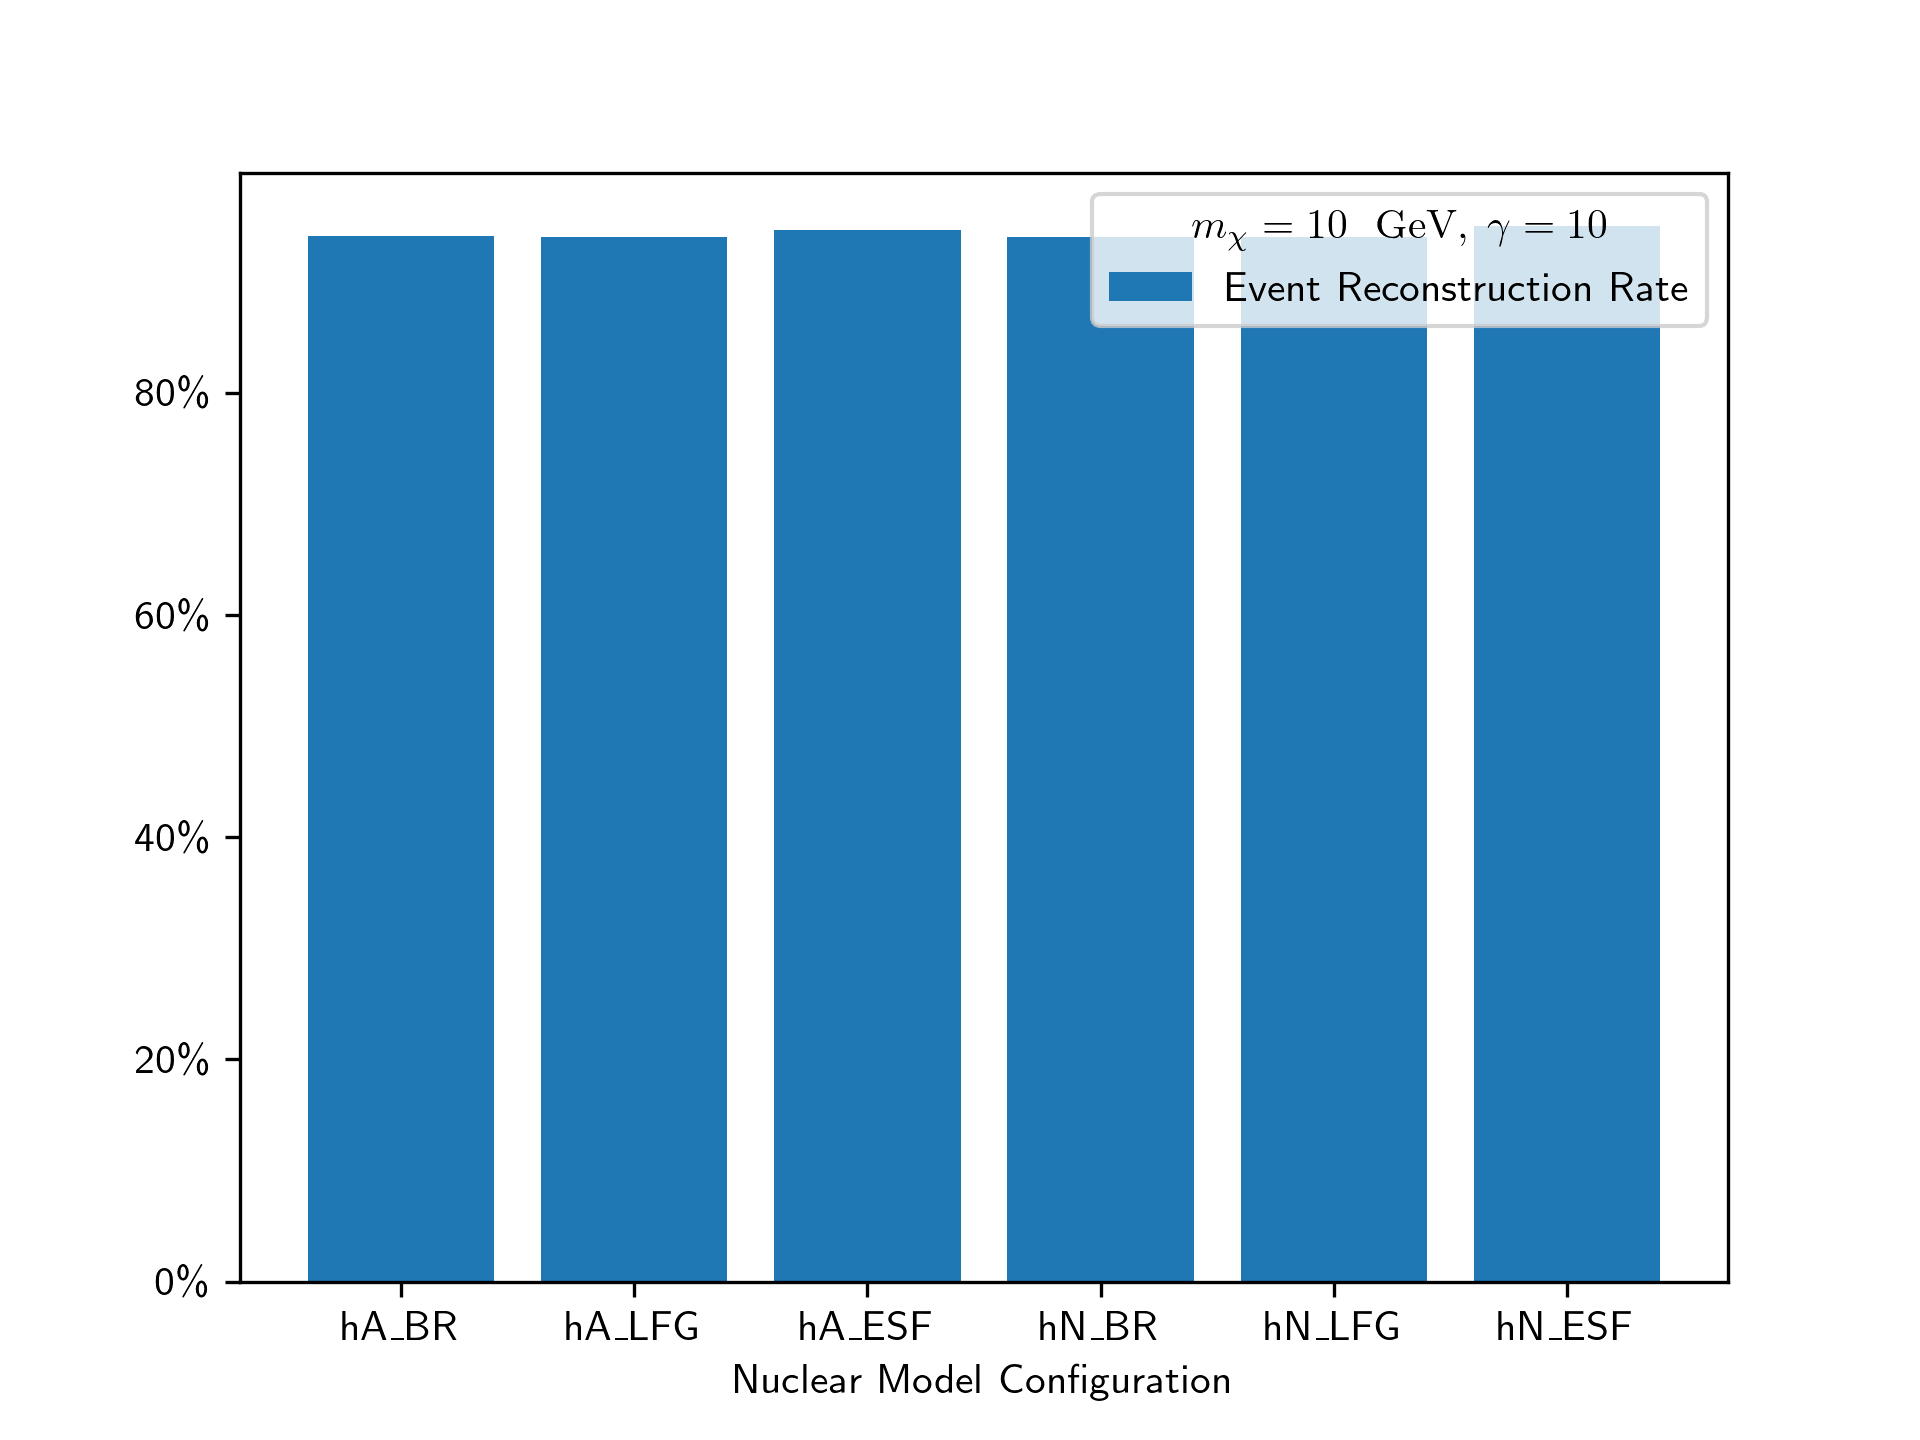 m_χ = 10 GeV, γ = 10
Event Reconstruction Rate
80%
60%
40%
20%
0%
hA_BR hA_LFG hA_ESF hN_BR hN_LFG hN_ESF
Nuclear Model Configuration